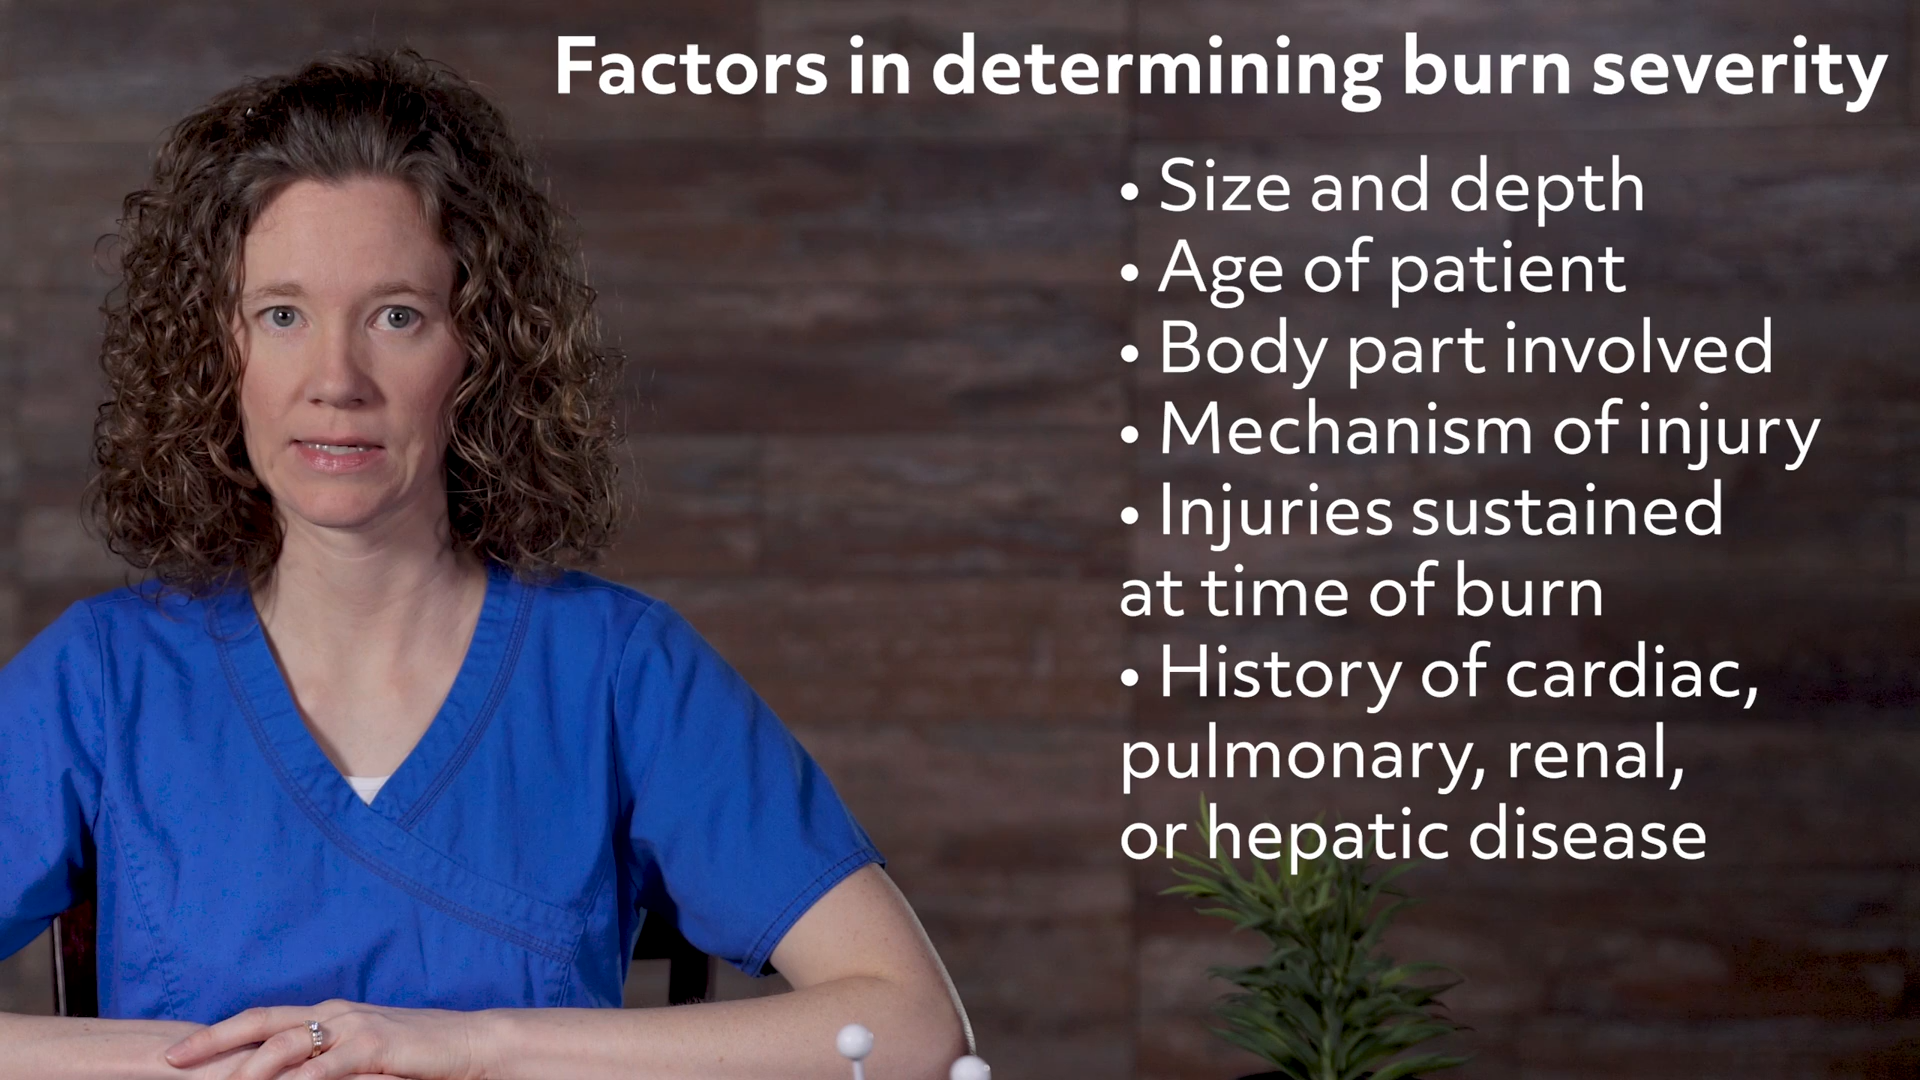 Factors in determining burn severity
• Size and depth
• Age of patient
• Body part involved
• Mechanism of injury
• Injuries sustained
at time of burn
• History of cardiac,
pulmonary, renal,
or hepatic disease